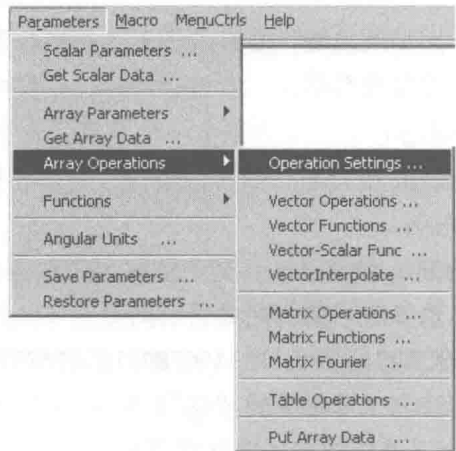 Parameters Macro MenuCtrls Help
Scalar Parameters ...
Get Scalar Data ...
Array Parameters
Get Array Data ...
Array Operations
Functions
Angular Units ...
Save Parameters ...
Restore Parameters ...
Operation Settings ...
Vector Operations ...
Vector Functions ...
Vector-Scalar Func ...
VectorInterpolate ...
Matrix Operations ...
Matrix Functions ...
Matrix Fourier ...
Table Operations ...
Put Array Data ...